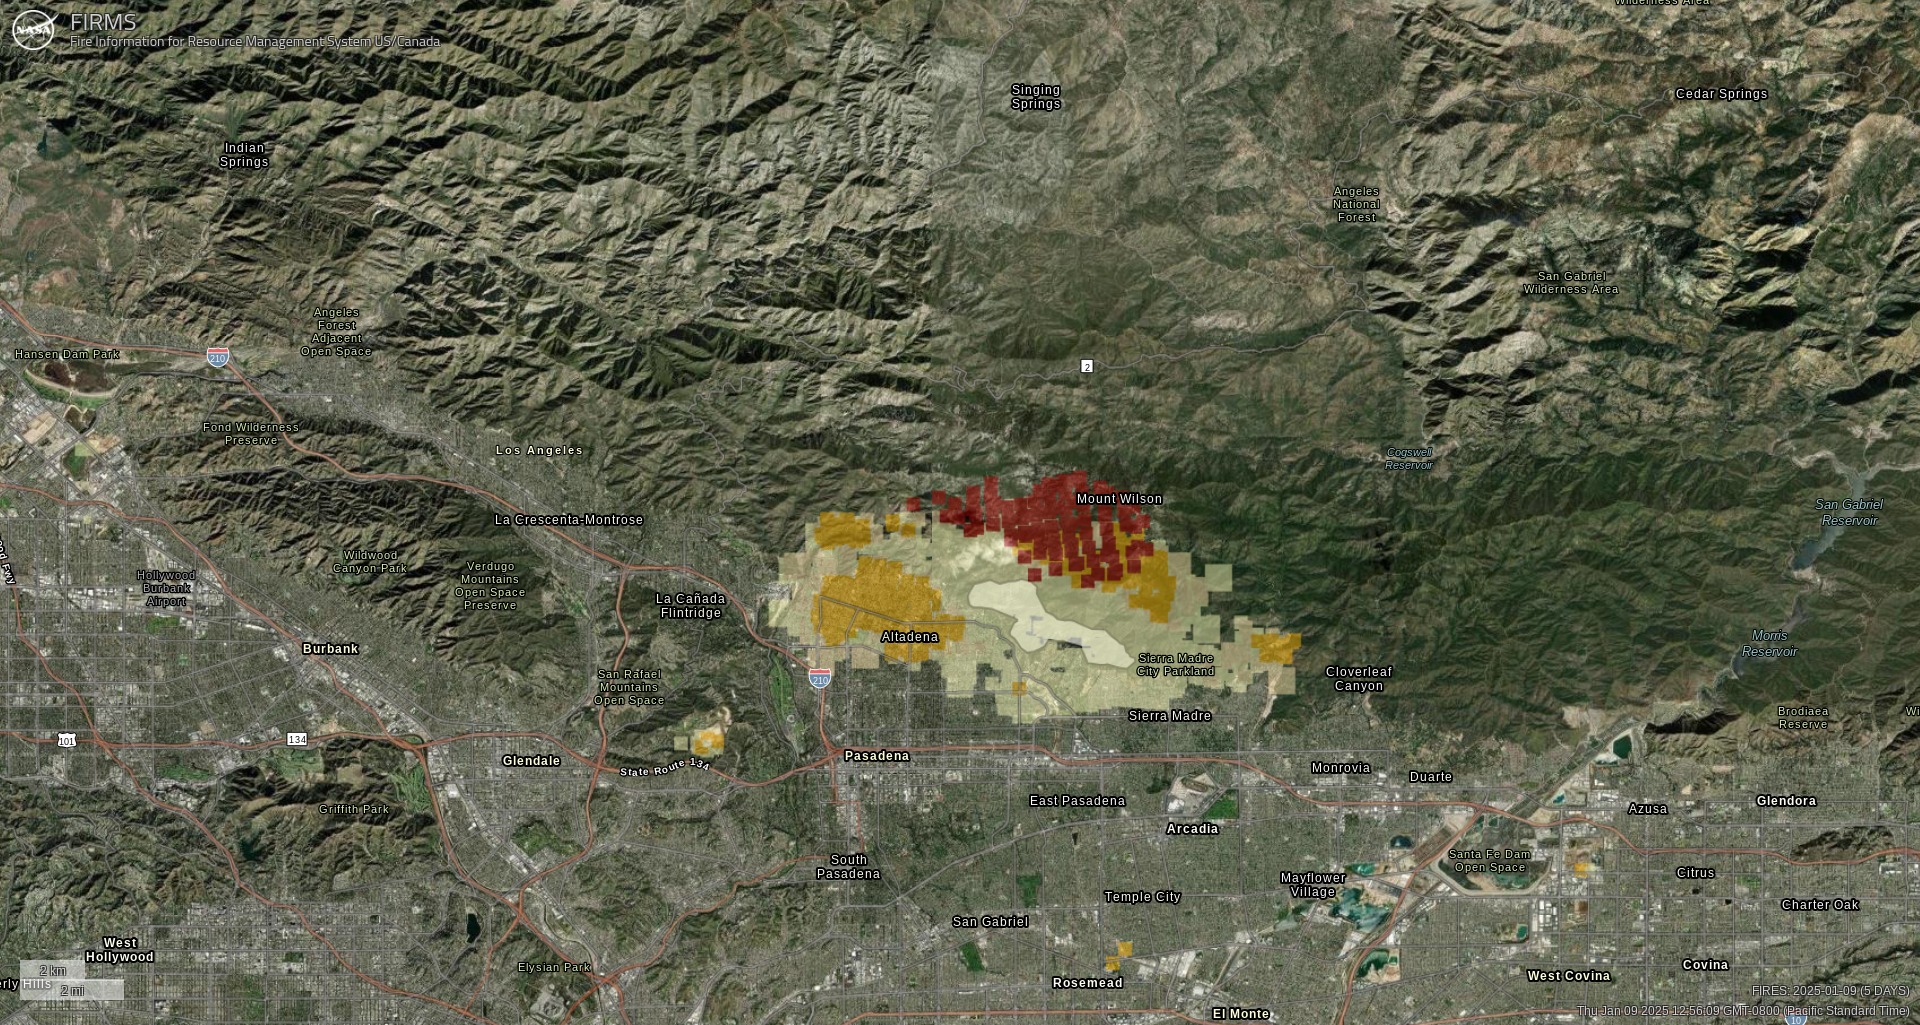 Wilderness Area
NASA
FIRMS
Fire Information for Resource Management System US/Canada
Singing
Springs
Cedar Springs
Indian
Springs
Angeles
National
Forest
San Gabriel
Wilderness Area
Angeles
Forest
Adjacent
Open Space
Hansen Dam Park
210
2
Fond Wilderness
Preserve
Los Angeles
Cogswell
Reservoir
Mount Wilson
San Gabriel
Reservoir
La Crescenta-Montrose
Wildwood
Canyon Park
Verdugo
Mountains
Open Space
Preserve
Hollywood
Burbank
Airport
La Cañada
Flintridge
Altadena
Morris
Reservoir
Burbank
Sierra Madre
City Parkland
Cloverleaf
Canyon
San Rafael
Mountains
Open Space
210
Sierra Madre
Brodiaea
Reserve
Wi
101
134
Glendale
State Route 134
Pasadena
Monrovia
Duarte
East Pasadena
Azusa
Glendora
Griffith Park
Arcadia
South
Pasadena
Santa Fe Dam
Open Space
Citrus
Mayflower
Village
Temple City
Charter Oak
San Gabriel
West
Hollywood
Elysian Park
Rosemead
West Covina
Covina
2 km
erly Hills
2 mi
FIRES: 2025-01-09 (5 DAYS)
Thu Jan 09 2025 12:56:09 GMT-0800 (Pacific Standard Time)
El Monte
10